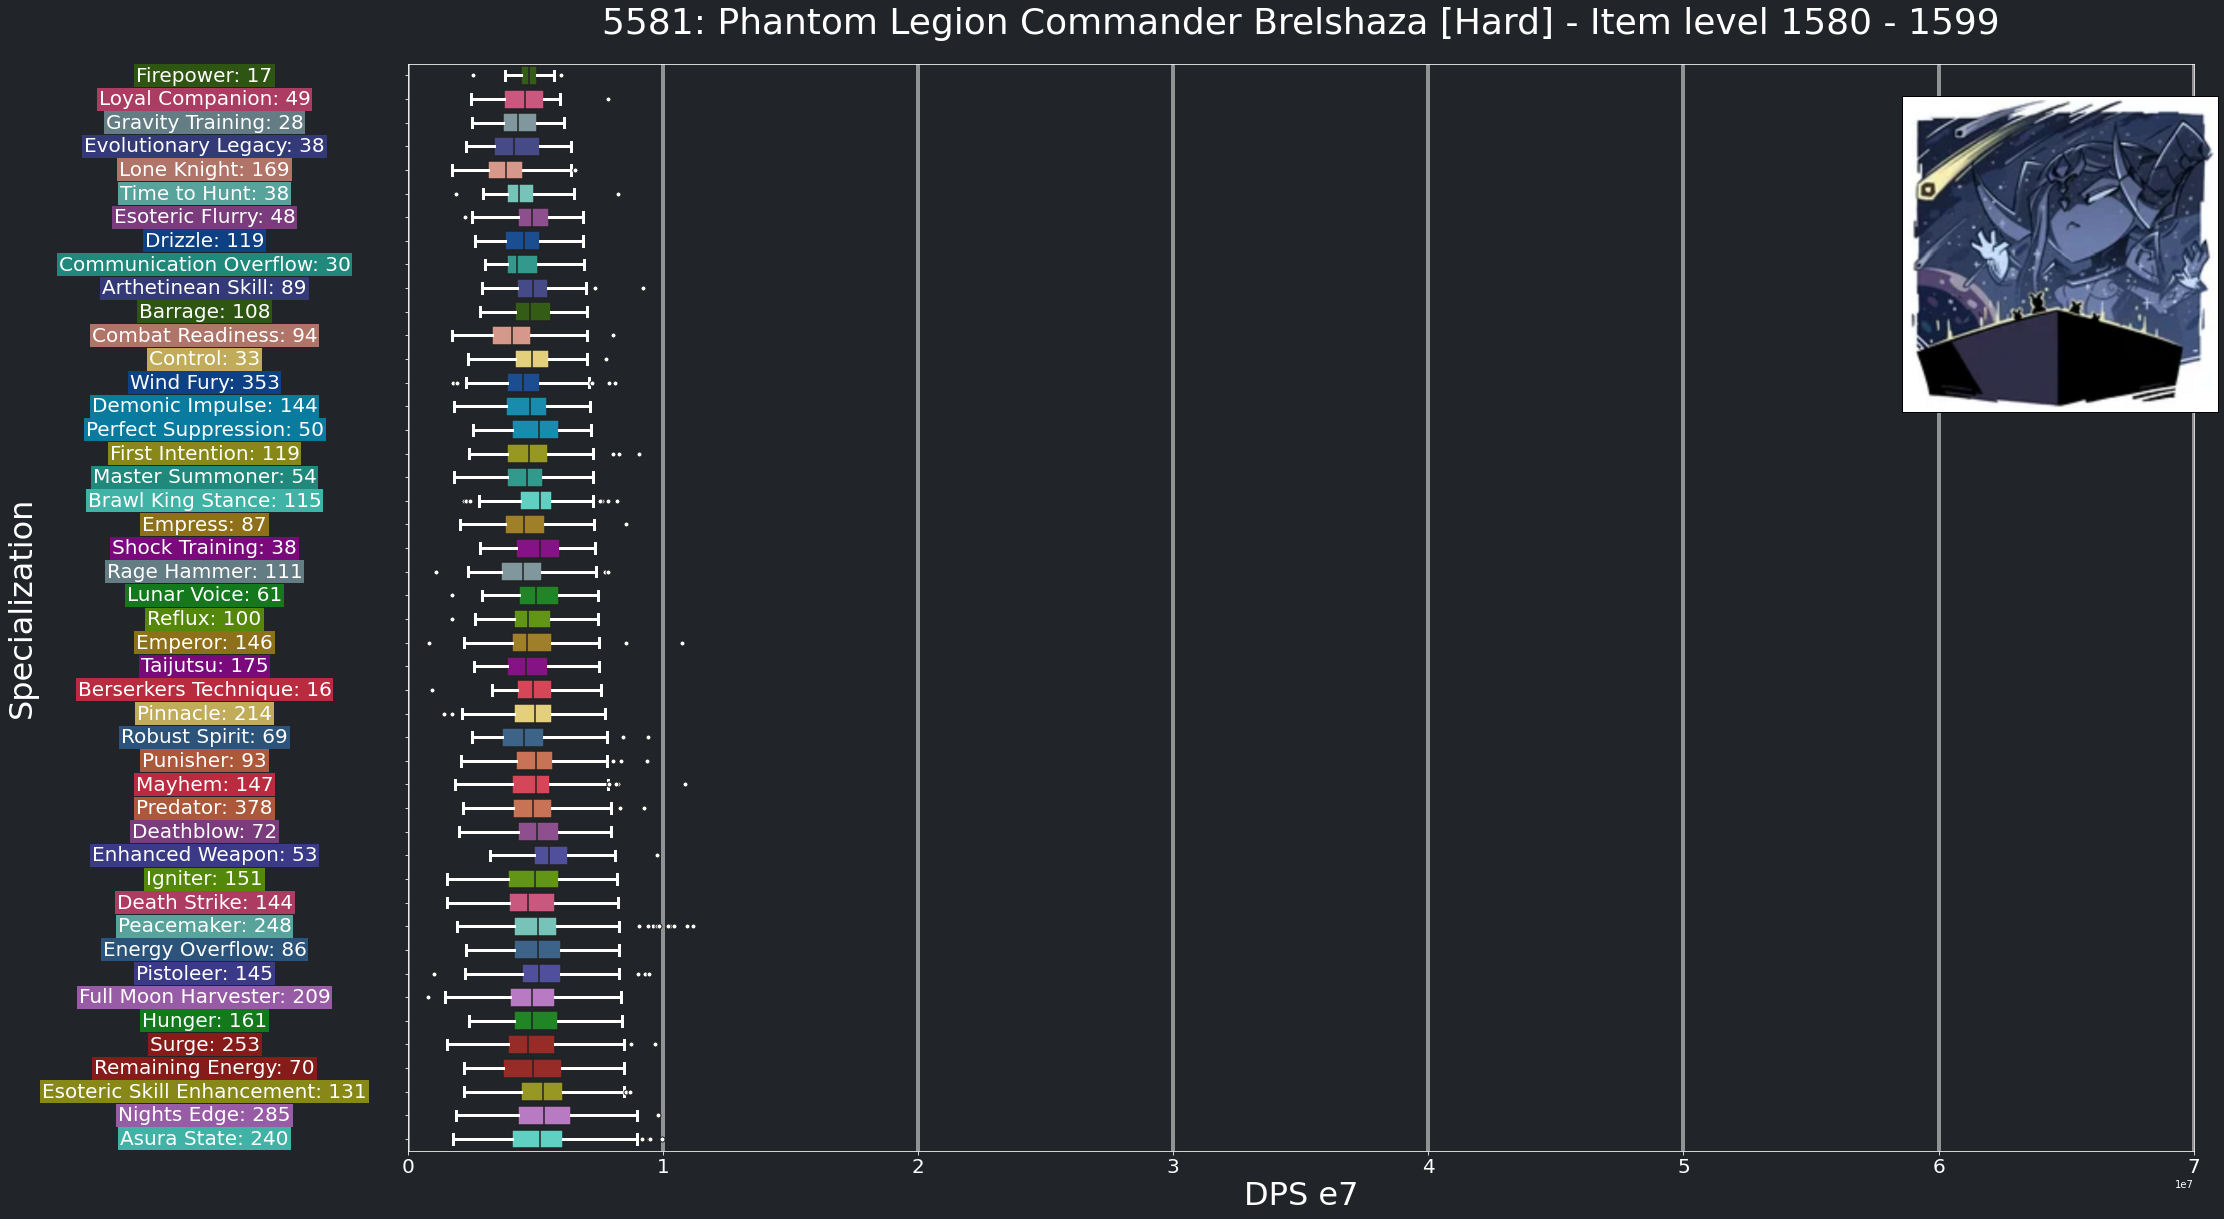 5581: Phantom Legion Commander Brelshaza [Hard] - Item level 1580 - 1599
Specialization
Firepower: 17
Loyal Companion: 49
Gravity Training: 28
Evolutionary Legacy: 38
Lone Knight: 169
Time to Hunt: 38
Esoteric Flurry: 48
Drizzle: 119
Communication Overflow: 30
Arthetinean Skill: 89
Barrage: 108
Combat Readiness: 94
Control: 33
Wind Fury: 353
Demonic Impulse: 144
Perfect Suppression: 50
First Intention: 119
Master Summoner: 54
Brawl King Stance: 115
Empress: 87
Shock Training: 38
Rage Hammer: 111
Lunar Voice: 61
Reflux: 100
Emperor: 146
Taijutsu: 175
Berserkers Technique: 16
Pinnacle: 214
Robust Spirit: 69
Punisher: 93
Mayhem: 147
Predator: 378
Deathblow: 72
Enhanced Weapon: 53
Igniter: 151
Death Strike: 144
Peacemaker: 248
Energy Overflow: 86
Pistoleer: 145
Full Moon Harvester: 209
Hunger: 161
Surge: 253
Remaining Energy: 70
Esoteric Skill Enhancement: 131
Nights Edge: 285
Asura State: 240
0 1 2 3 4 5 6 7
1e7
DPS e7